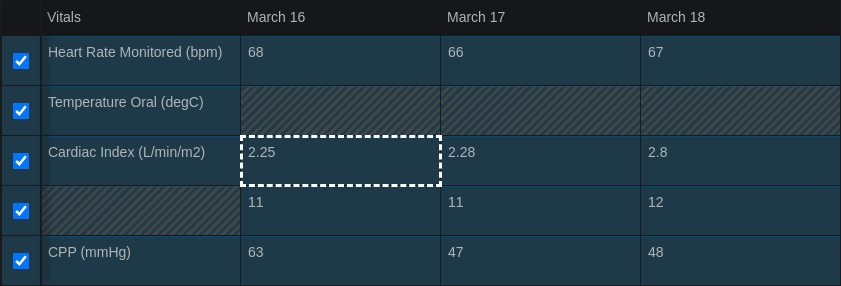 Vitals March 16 March 17 March 18
Heart Rate Monitored (bpm) 68 66 67
Temperature Oral (degC)
Cardiac Index (L/min/m2) 2.25 2.28 2.8
11 11 12
CPP (mmHg) 63 47 48